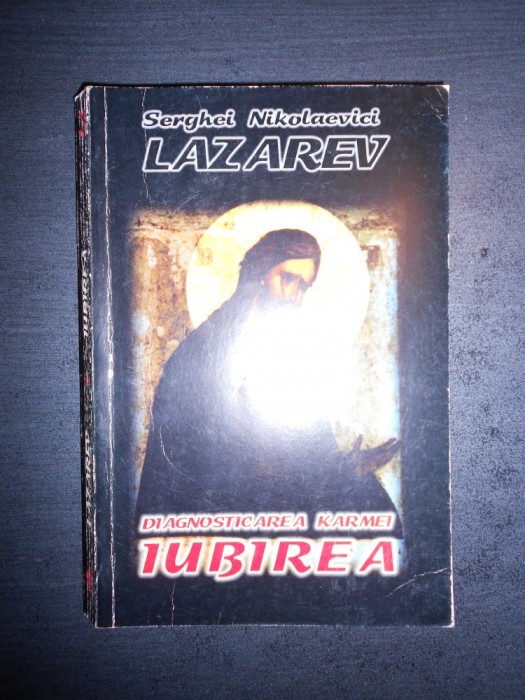 Serghei Nikolaevici
LAZAREV
DIAGNOSTICAREA KARMEI
IUBIREA